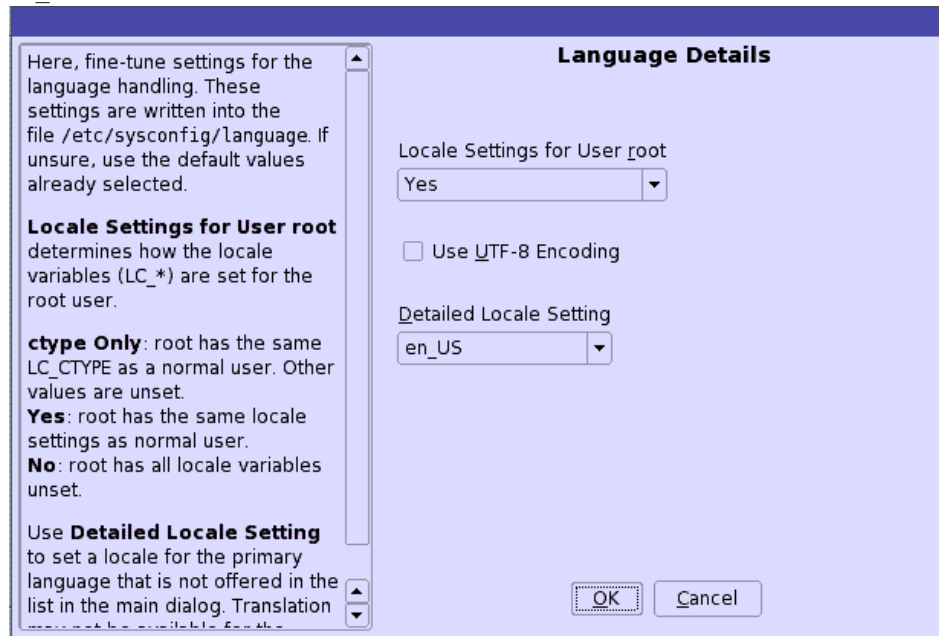 Here, fine-tune settings for the
language handling. These
settings are written into the
file /etc/sysconfig/language. If
unsure, use the default values
already selected.
Locale Settings for User root
determines how the locale
variables (LC_*) are set for the
root user.
ctype Only: root has the same
LC_CTYPE as a normal user. Other
values are unset.
Yes: root has the same locale
settings as normal user.
No: root has all locale variables
unset.
Use Detailed Locale Setting
to set a locale for the primary
language that is not offered in the
list in the main dialog. Translation
may not be available for the
Language Details
Locale Settings for User root
Yes
Use UTF-8 Encoding
Detailed Locale Setting
en_US
OK Cancel